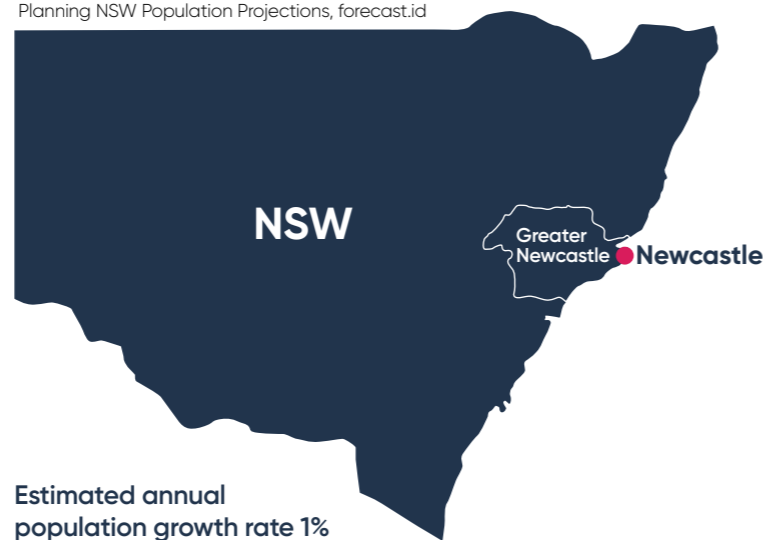 Planning NSW Population Projections, forecast.id
NSW
Greater
Newcastle
Newcastle
Estimated annual
population growth rate 1%